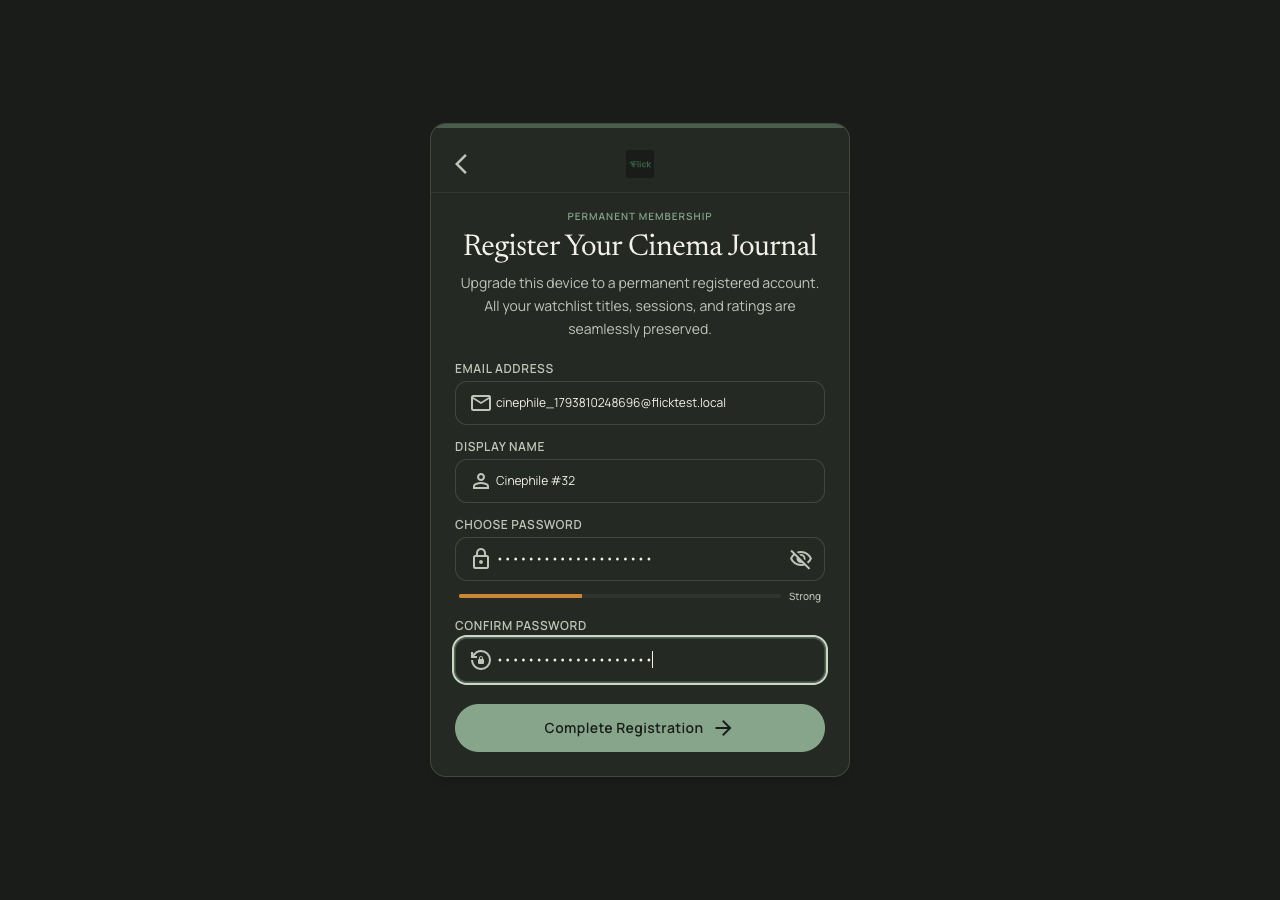 Flick
PERMANENT MEMBERSHIP
Register Your Cinema Journal
Upgrade this device to a permanent registered account.
All your watchlist titles, sessions, and ratings are
seamlessly preserved.
EMAIL ADDRESS
cinephile_1793810248696@flicktest.local
DISPLAY NAME
Cinephile #32
CHOOSE PASSWORD
••••••••••••••••••••
Strong
CONFIRM PASSWORD
••••••••••••••••••••
Complete Registration